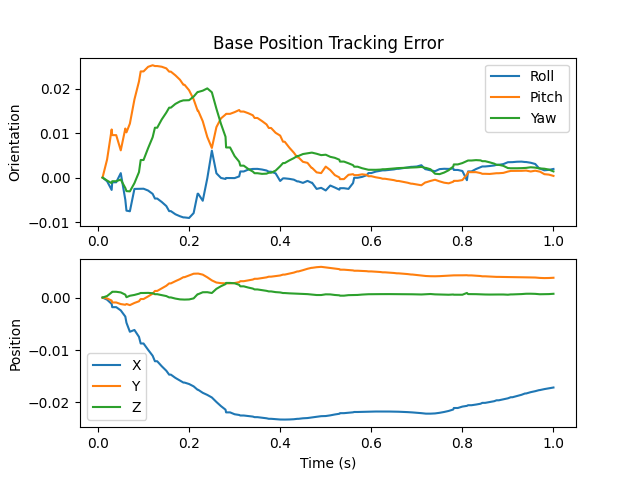 Base Position Tracking Error
Orientation
0.02
0.01
0.00
−0.01
Roll
Pitch
Yaw
0.0 0.2 0.4 0.6 0.8 1.0
Position
0.00
−0.01
−0.02
X
Y
Z
0.0 0.2 0.4 0.6 0.8 1.0
Time (s)